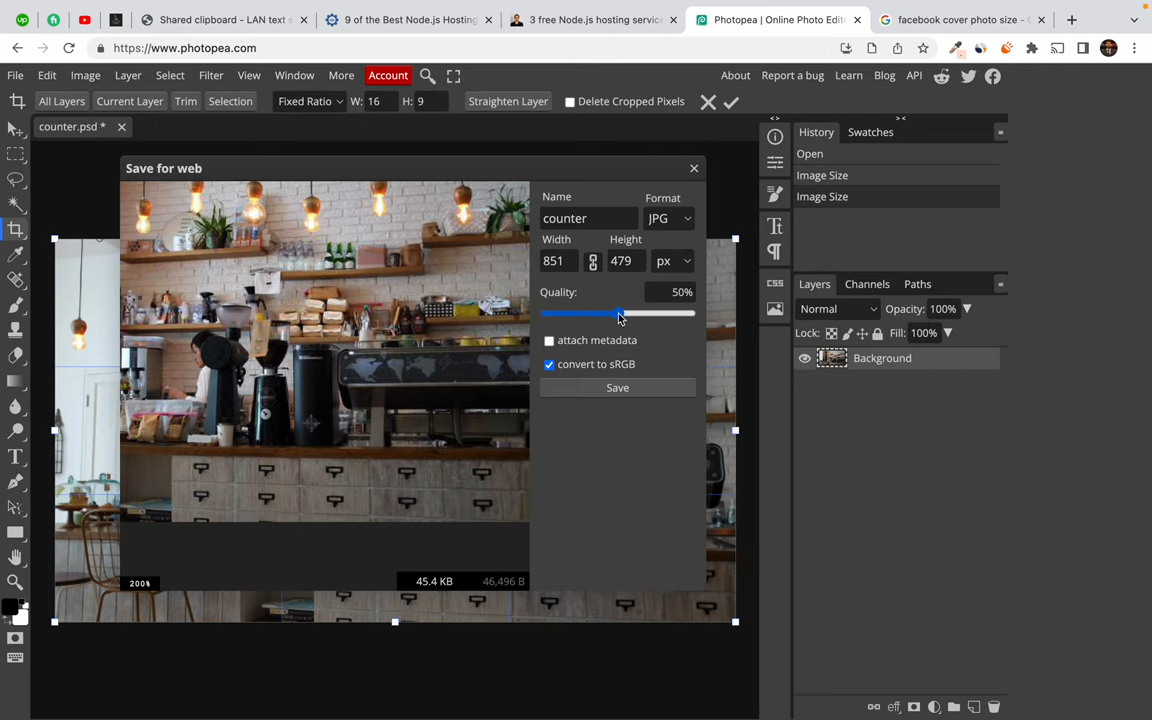 Shared clipboard - LAN text s
9 of the Best Node.js Hosting
3 free Node.js hosting service
Photopea | Online Photo Edito
facebook cover photo size -
https://www.photopea.com
File Edit Image Layer Select Filter View Window More Account About Report a bug Learn Blog API
All Layers Current Layer Trim Selection Fixed Ratio W: 16 H: 9 Straighten Layer Delete Cropped Pixels
counter.psd *
History Swatches
Open
Image Size
Image Size
Save for web
Name Format
counter JPG
Width Height
851 479 px
Quality: 50%
attach metadata
convert to sRGB
Save
CSS
Layers Channels Paths
Normal Opacity: 100%
Lock: Fill: 100%
Background
200%
45.4 KB 46,496 B
eff